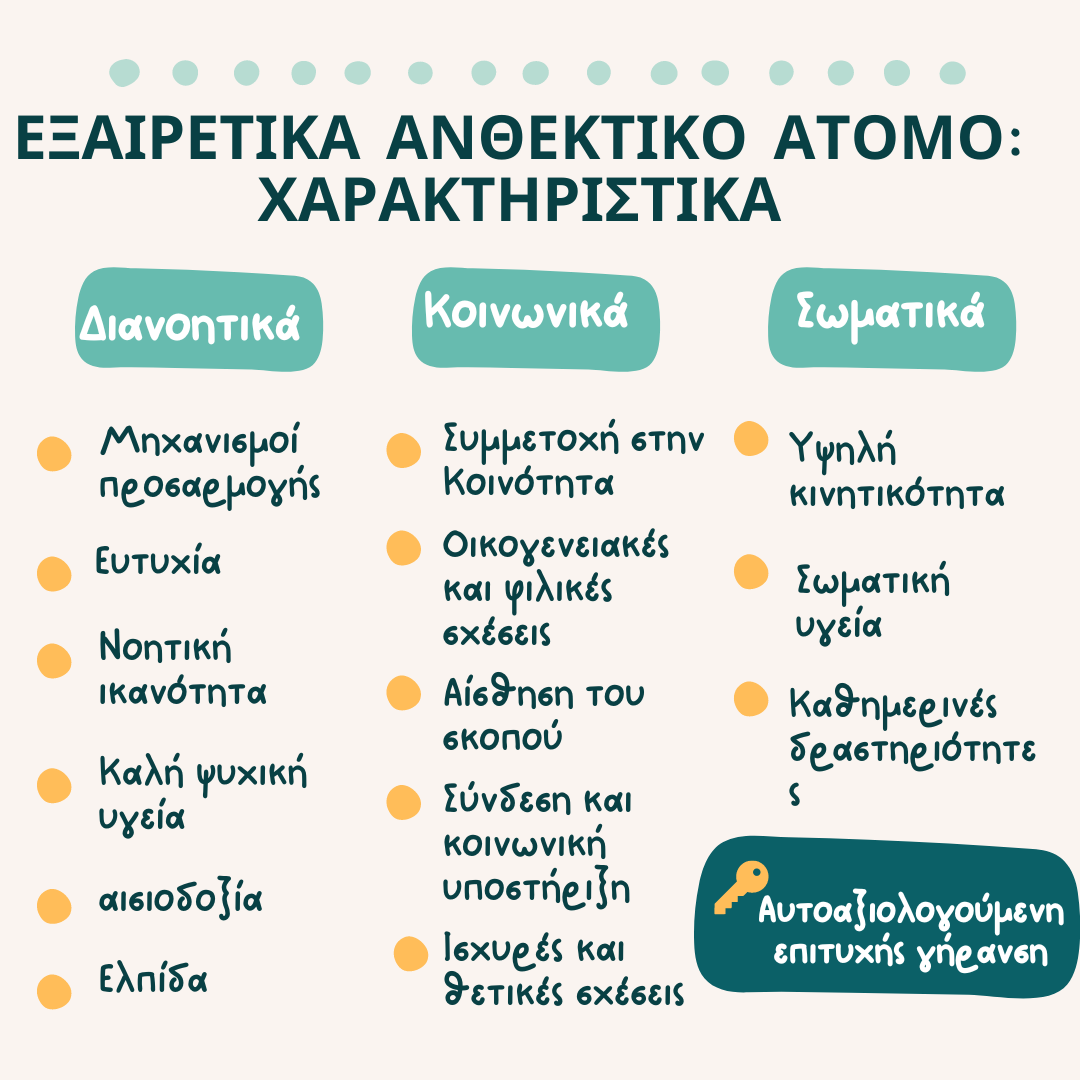 ΕΞΑΙΡΕΤΙΚΑ ΑΝΘΕΚΤΙΚΟ ΑΤΟΜΟ:
ΧΑΡΑΚΤΗΡΙΣΤΙΚΑ
Διανοητικά
Μηχανισμοί
προσαρμογής
Ευτυχία
Νοητική
ικανότητα
Καλή ψυχική
υγεία
αισιοδοξία
Ελπίδα
Κοινωνικά
Συμμετοχή στην
Κοινότητα
Οικογενειακές
και φιλικές
σχέσεις
Αίσθηση του
σκοπού
Σύνδεση και
κοινωνική
υποστήριξη
Ισχυρές και
θετικές σχέσεις
Σωματικά
Υψηλή
κινητικότητα
Σωματική
υγεία
Καθημερινές
δραστηριότητε
ς
Αυτοαξιολογούμενη
επιτυχής γήρανση